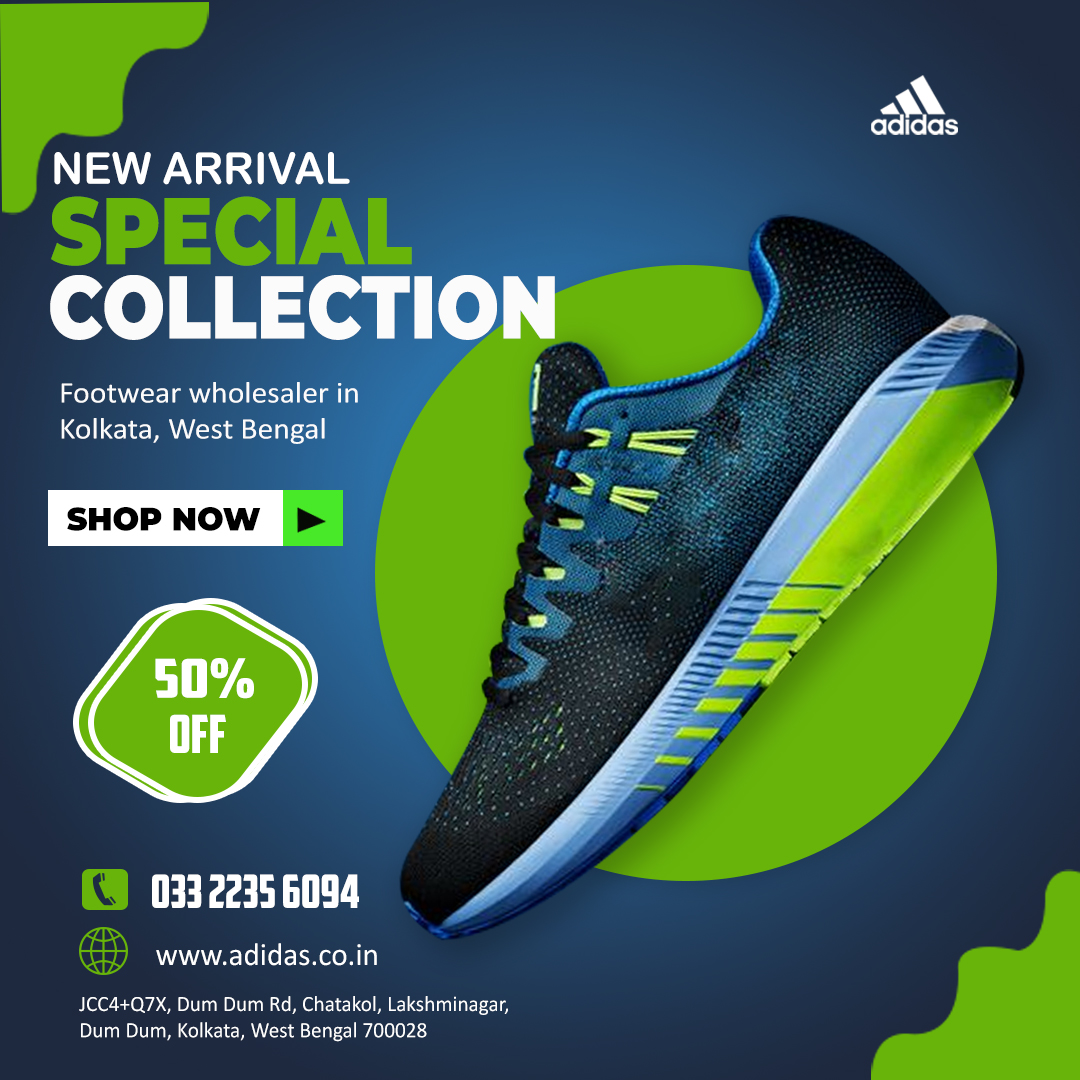 adidas
NEW ARRIVAL
SPECIAL
COLLECTION
Footwear wholesaler in
Kolkata, West Bengal
SHOP NOW
50%
OFF
033 2235 6094
www.adidas.co.in
JCC4+Q7X, Dum Dum Rd, Chatakol, Lakshminagar,
Dum Dum, Kolkata, West Bengal 700028